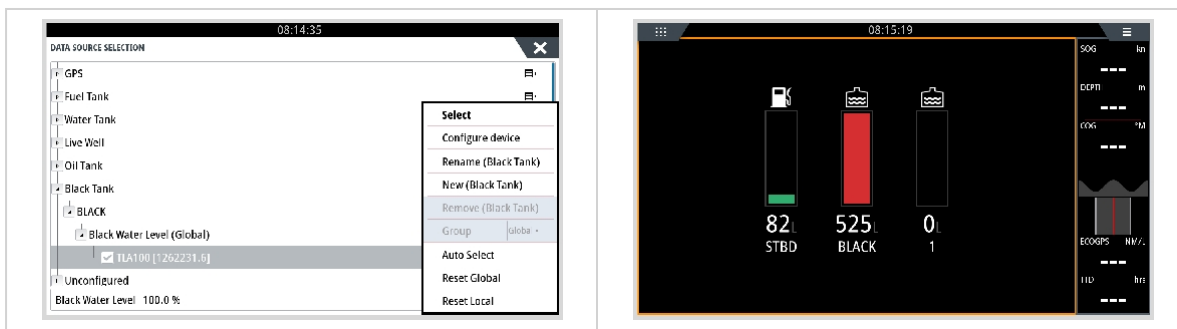 08:14:35
DATA SOURCE SELECTION
GPS
Fuel Tank
Water Tank
Live Well
Oil Tank
Black Tank
BLACK
Black Water Level (Global)
TLA100 [1262231.6]
Unconfigured
Black Water Level 100.0 %
Select
Configure device
Rename (Black Tank)
New (Black Tank)
Remove (Black Tank)
Group
Auto Select
Reset Global
Reset Local
08:15:19
82L 525L 0L
STBD BLACK 1
SOG kn
---
m
---
COG °M
---
ECOGPS
---
hrs
---